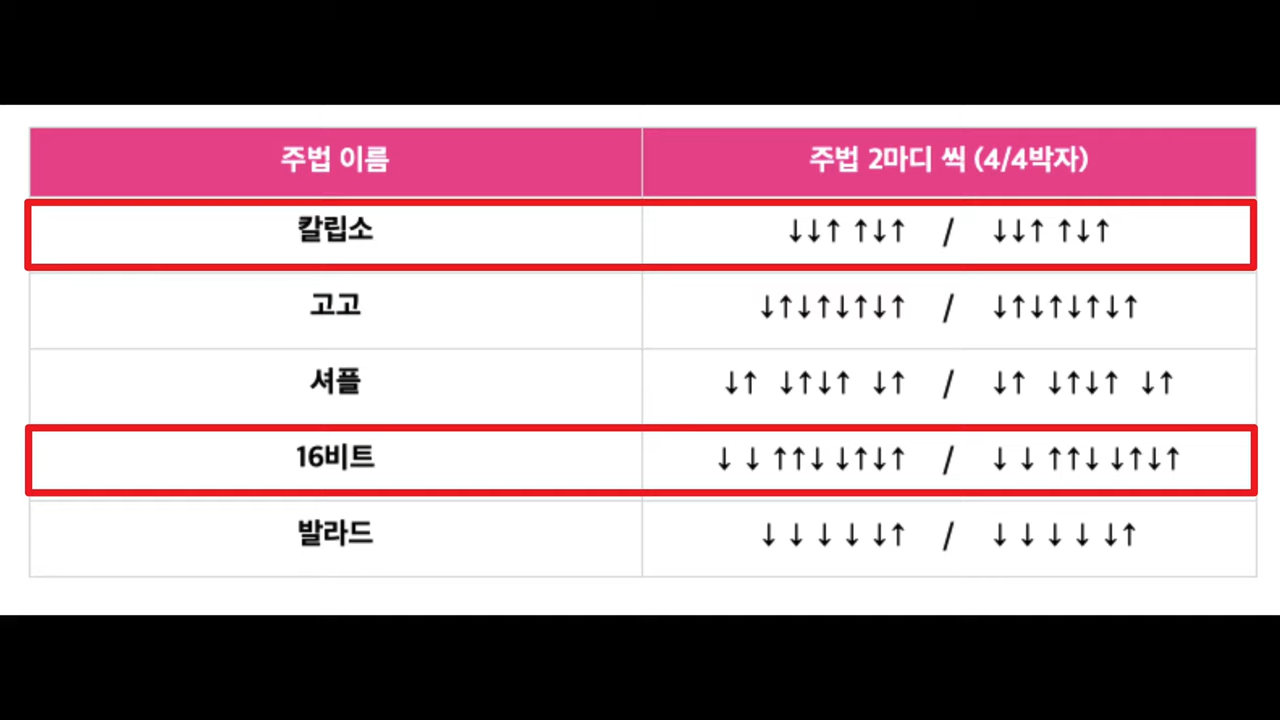 주법 이름 주법 2마디 씩 (4/4박자)
칼립소 ↓↓↑ ↑↓↑ / ↓↓↑ ↑↓↑
고고 ↓↑↓↑↓↑↓↑ / ↓↑↓↑↓↑↓↑
셔플 ↓↑ ↓↑↓↑ ↓↑ / ↓↑ ↓↑↓↑ ↓↑
16비트 ↓ ↓ ↑↑↓ ↓↑↓↑ / ↓ ↓ ↑↑↓ ↓↑↓↑
발라드 ↓ ↓ ↓ ↓ ↓↑ / ↓ ↓ ↓ ↓ ↓↑